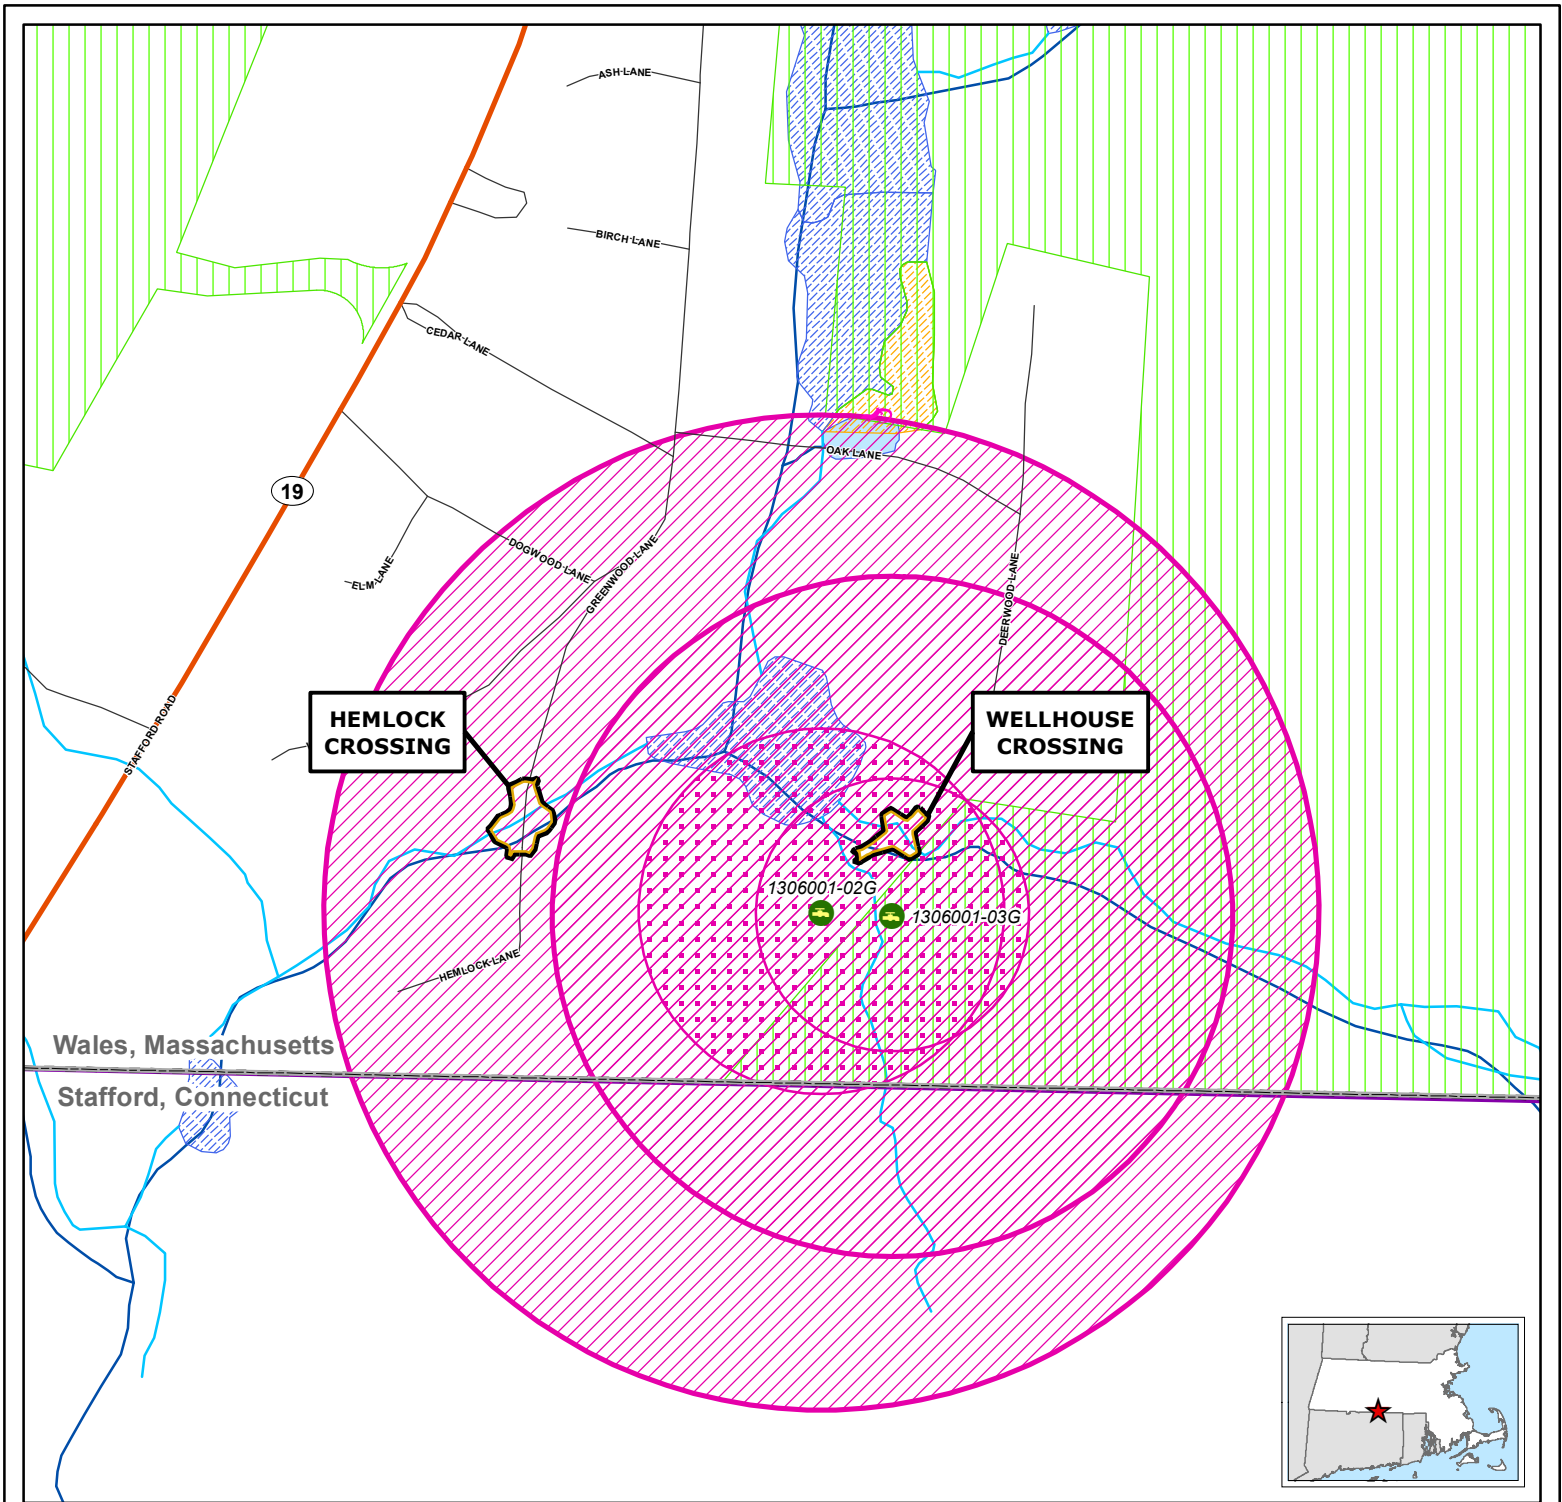 ASH LANE
BIRCH LANE
CEDAR LANE
OAK LANE
19
DOGWOOD LANE
GREENWOOD LANE
ELM LANE
DEERWOOD LANE
STAFFORD ROAD
HEMLOCK
CROSSING
WELLHOUSE
CROSSING
1306001-02G
1306001-03G
HEMLOCK LANE
Wales, Massachusetts
Stafford, Connecticut